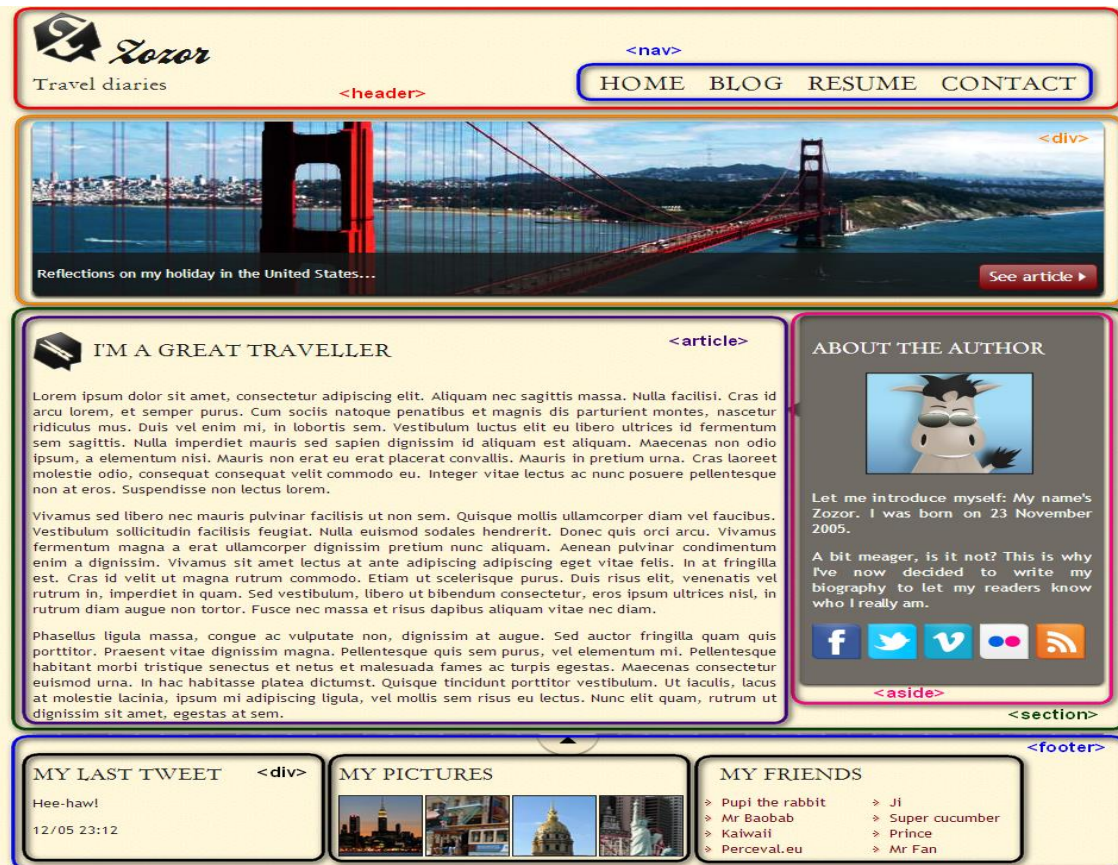 Zozor
Travel diaries
<header>
<nav>
HOME BLOG RESUME CONTACT
<div>
Reflections on my holiday in the United States...
See article
I'M A GREAT TRAVELLER
<article>
Lorem ipsum dolor sit amet, consectetur adipiscing elit. Aliquam nec sagittis massa. Nulla facilisi. Cras id
arcu lorem, et semper purus. Cum sociis natoque penatibus et magnis dis parturient montes, nascetur
ridiculus mus. Duis vel enim mi, in lobortis sem. Vestibulum luctus elit eu libero ultrices id fermentum
sem sagittis. Nulla imperdiet mauris sed sapien dignissim id aliquam est aliquam. Maecenas non odio
ipsum, a elementum nisi. Mauris non erat eu erat placerat convallis. Mauris in pretium urna. Cras laoreet
molestie odio, consequat consequat velit commodo eu. Integer vitae lectus ac nunc posuere pellentesque
non at eros. Suspendisse non lectus lorem.
Vivamus sed libero nec mauris pulvinar facilisis ut non sem. Quisque mollis ullamcorper diam vel faucibus.
Vestibulum sollicitudin facilisis feugiat. Nulla euismod sodales hendrerit. Donec quis orci arcu. Vivamus
fermentum magna a erat ullamcorper dignissim pretium nunc aliquam. Aenean pulvinar condimentum
enim a dignissim. Vivamus sit amet lectus at ante adipiscing adipiscing eget vitae felis. In at fringilla
est. Cras id velit ut magna rutrum commodo. Etiam ut scelerisque purus. Duis risus elit, venenatis vel
rutrum in, imperdiet in quam. Sed vestibulum, libero ut bibendum consectetur, eros ipsum ultrices nisl, in
rutrum diam augue non tortor. Fusce nec massa et risus dapibus aliquam vitae nec diam.
Phasellus ligula massa, congue ac vulputate non, dignissim at augue. Sed auctor fringilla quam quis
porttitor. Praesent vitae dignissim magna. Pellentesque quis sem purus, vel elementum mi. Pellentesque
habitant morbi tristique senectus et netus et malesuada fames ac turpis egestas. Maecenas consectetur
euismod urna. In hac habitasse platea dictumst. Quisque tincidunt porttitor vestibulum. Ut iaculis, lacus
at molestie lacinia, ipsum mi adipiscing ligula, vel mollis sem risus eu lectus. Nunc elit quam, rutrum ut
dignissim sit amet, egestas at sem.
ABOUT THE AUTHOR
Let me introduce myself: My name's
Zozor. I was born on 23 November
2005.
A bit meager, is it not? This is why
I've now decided to write my
biography to let my readers know
who I really am.
<aside>
<section>
<footer>
MY LAST TWEET
<div>
Hee-haw!
12/05 23:12
MY PICTURES
MY FRIENDS
Pupi the rabbit
Mr Baobab
Kaiwaii
Perceval.eu
Ji
Super cucumber
Prince
Mr Fan